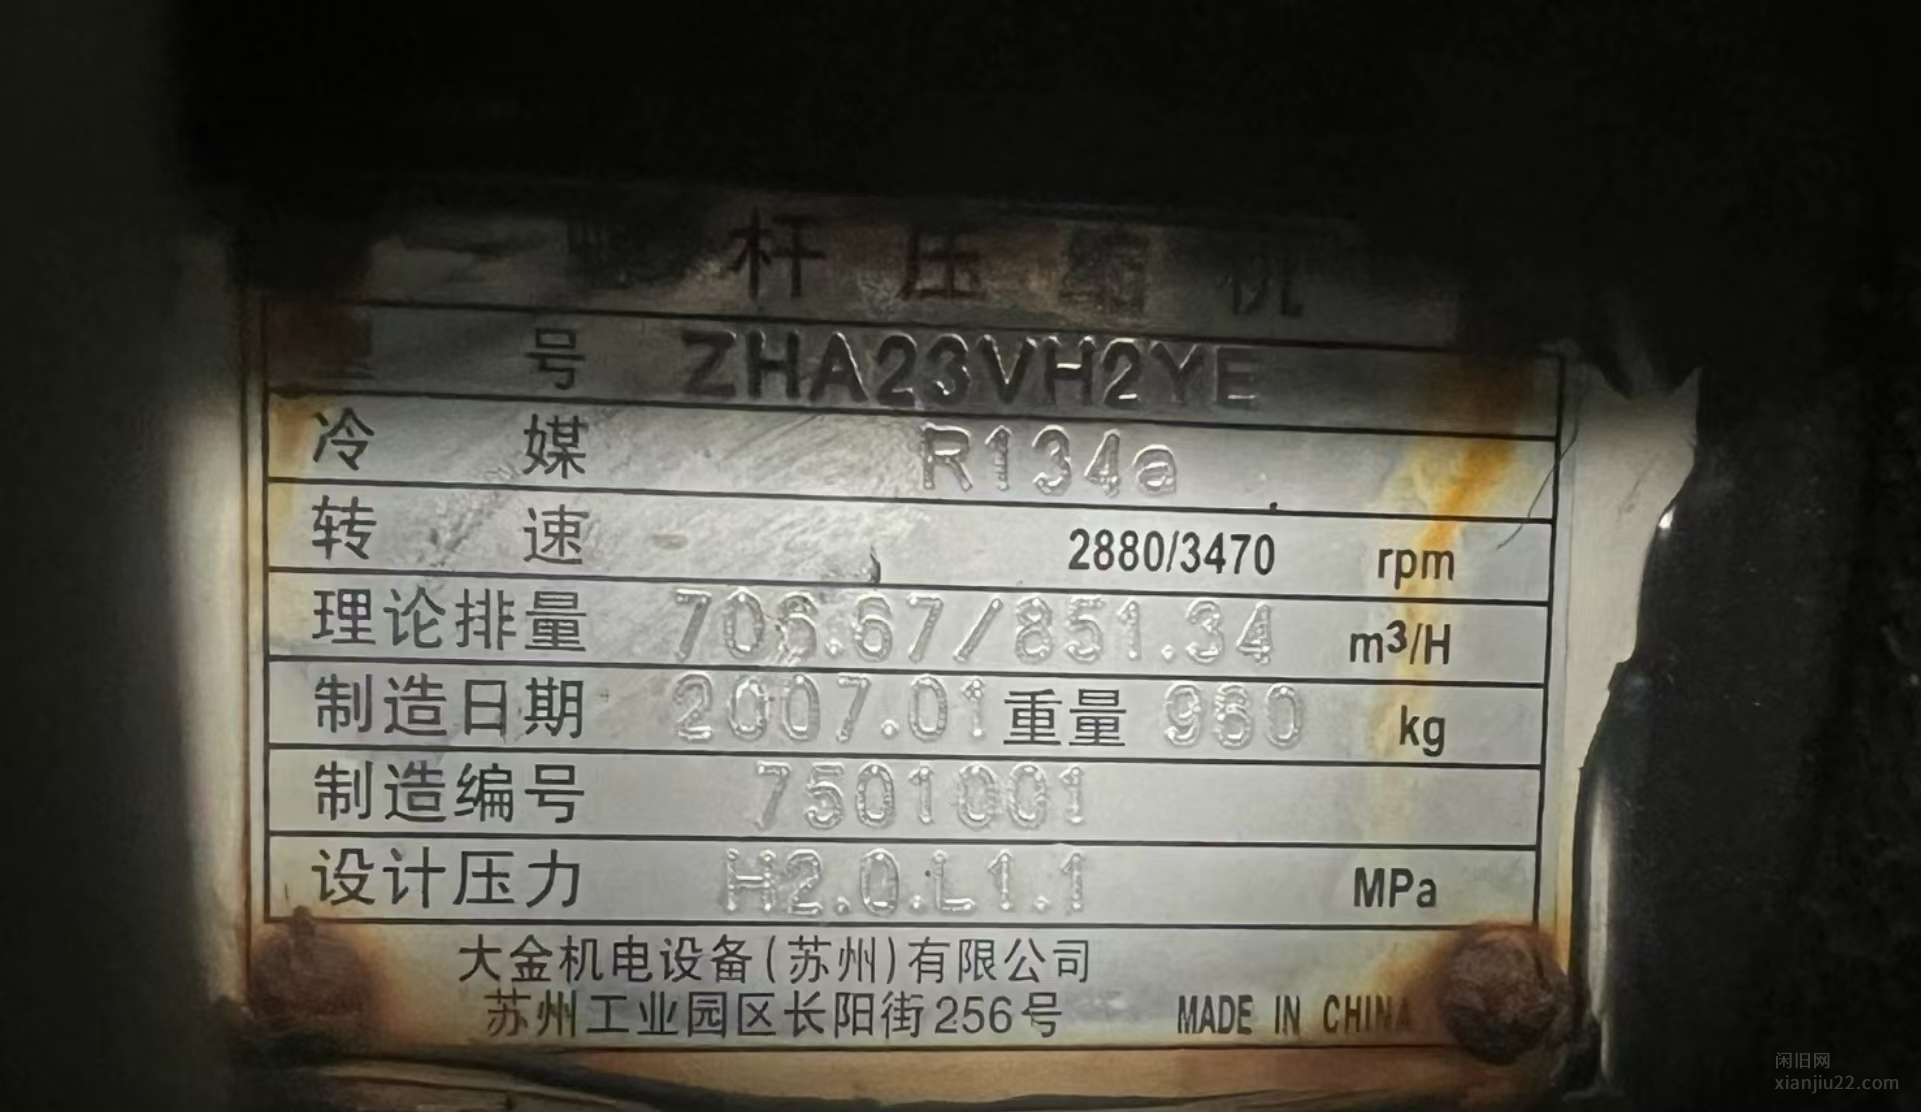 杆压缩机
号 ZHA23VH2YE
冷媒 R134a
转速 2880/3470 rpm
理论排量 706.67/851.34 m3/H
制造日期 2007.01 重量 960 kg
制造编号 7501001
设计压力 H2.0.L1.1 MPa
大金机电设备(苏州)有限公司
苏州工业园区长阳街256号 MADE IN CHINA
闲旧网
xianjiu22.com